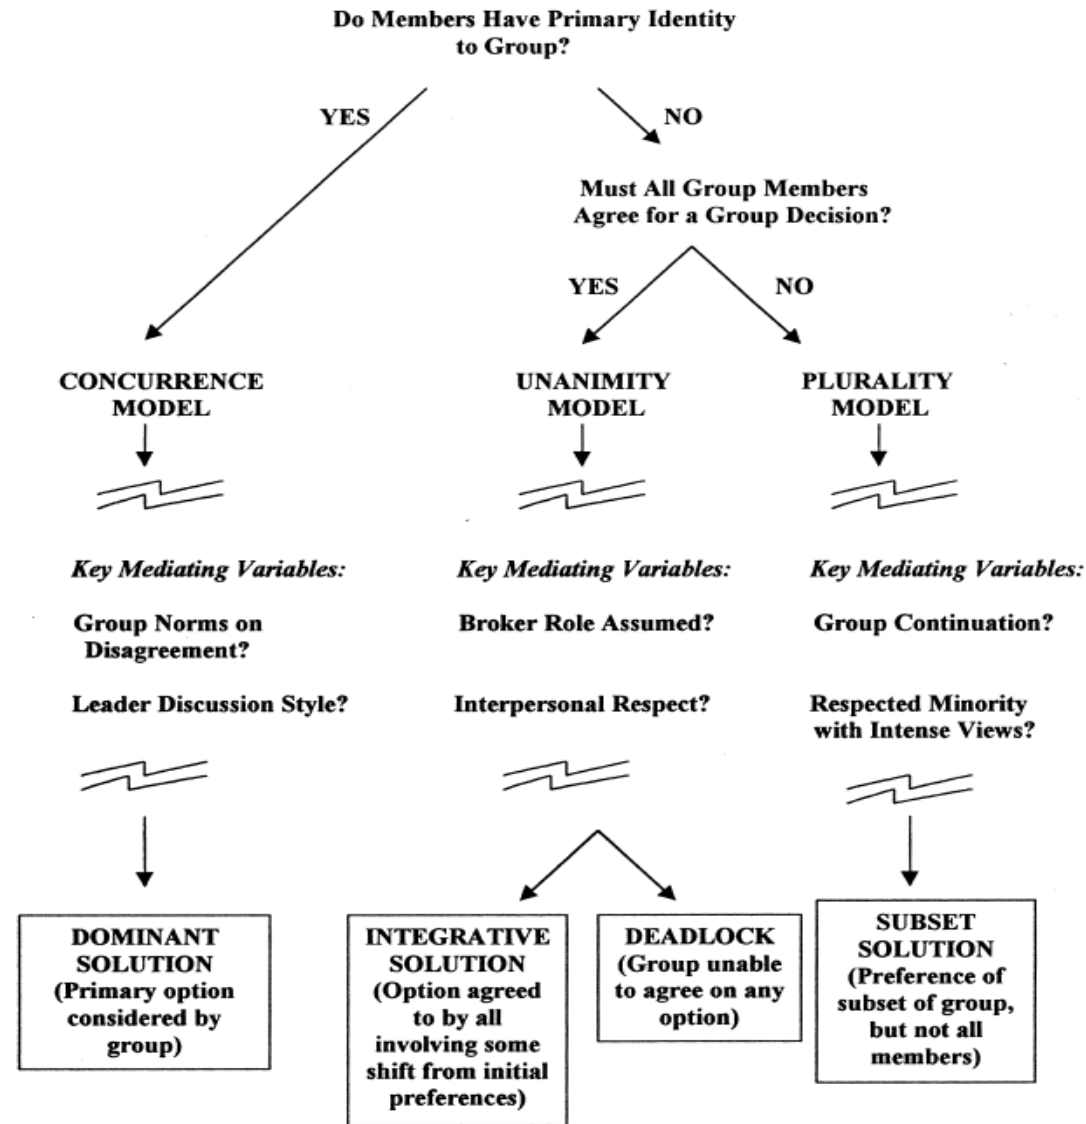 Do Members Have Primary Identity
to Group?
YES
NO
Must All Group Members
Agree for a Group Decision?
YES
NO
CONCURRENCE
MODEL
UNANIMITY
MODEL
PLURALITY
MODEL
Key Mediating Variables:
Group Norms on
Disagreement?
Leader Discussion Style?
Key Mediating Variables:
Broker Role Assumed?
Interpersonal Respect?
Key Mediating Variables:
Group Continuation?
Respected Minority
with Intense Views?
DOMINANT
SOLUTION
(Primary option
considered by
group)
INTEGRATIVE
SOLUTION
(Option agreed
to by all
involving some
shift from initial
preferences)
DEADLOCK
(Group unable
to agree on any
option)
SUBSET
SOLUTION
(Preference of
subset of group,
but not all
members)